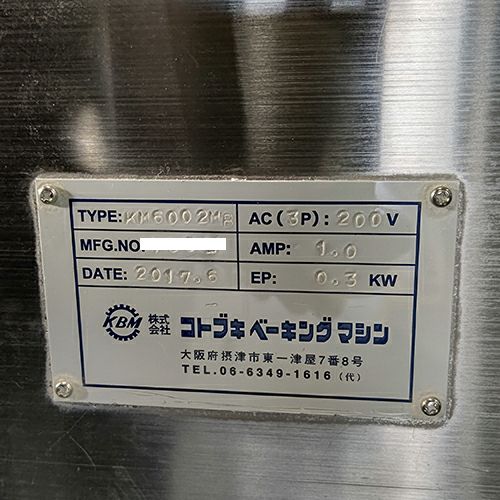 TYPE: KM6002MB AC(3P): 200 V
MFG.NO. AMP: 1.0
DATE: 2017.6 EP: 0.3 KW
KBM 株式会社 コトブキベーキングマシン
大阪府摂津市東一津屋7番8号
TEL.06-6349-1616 (代)